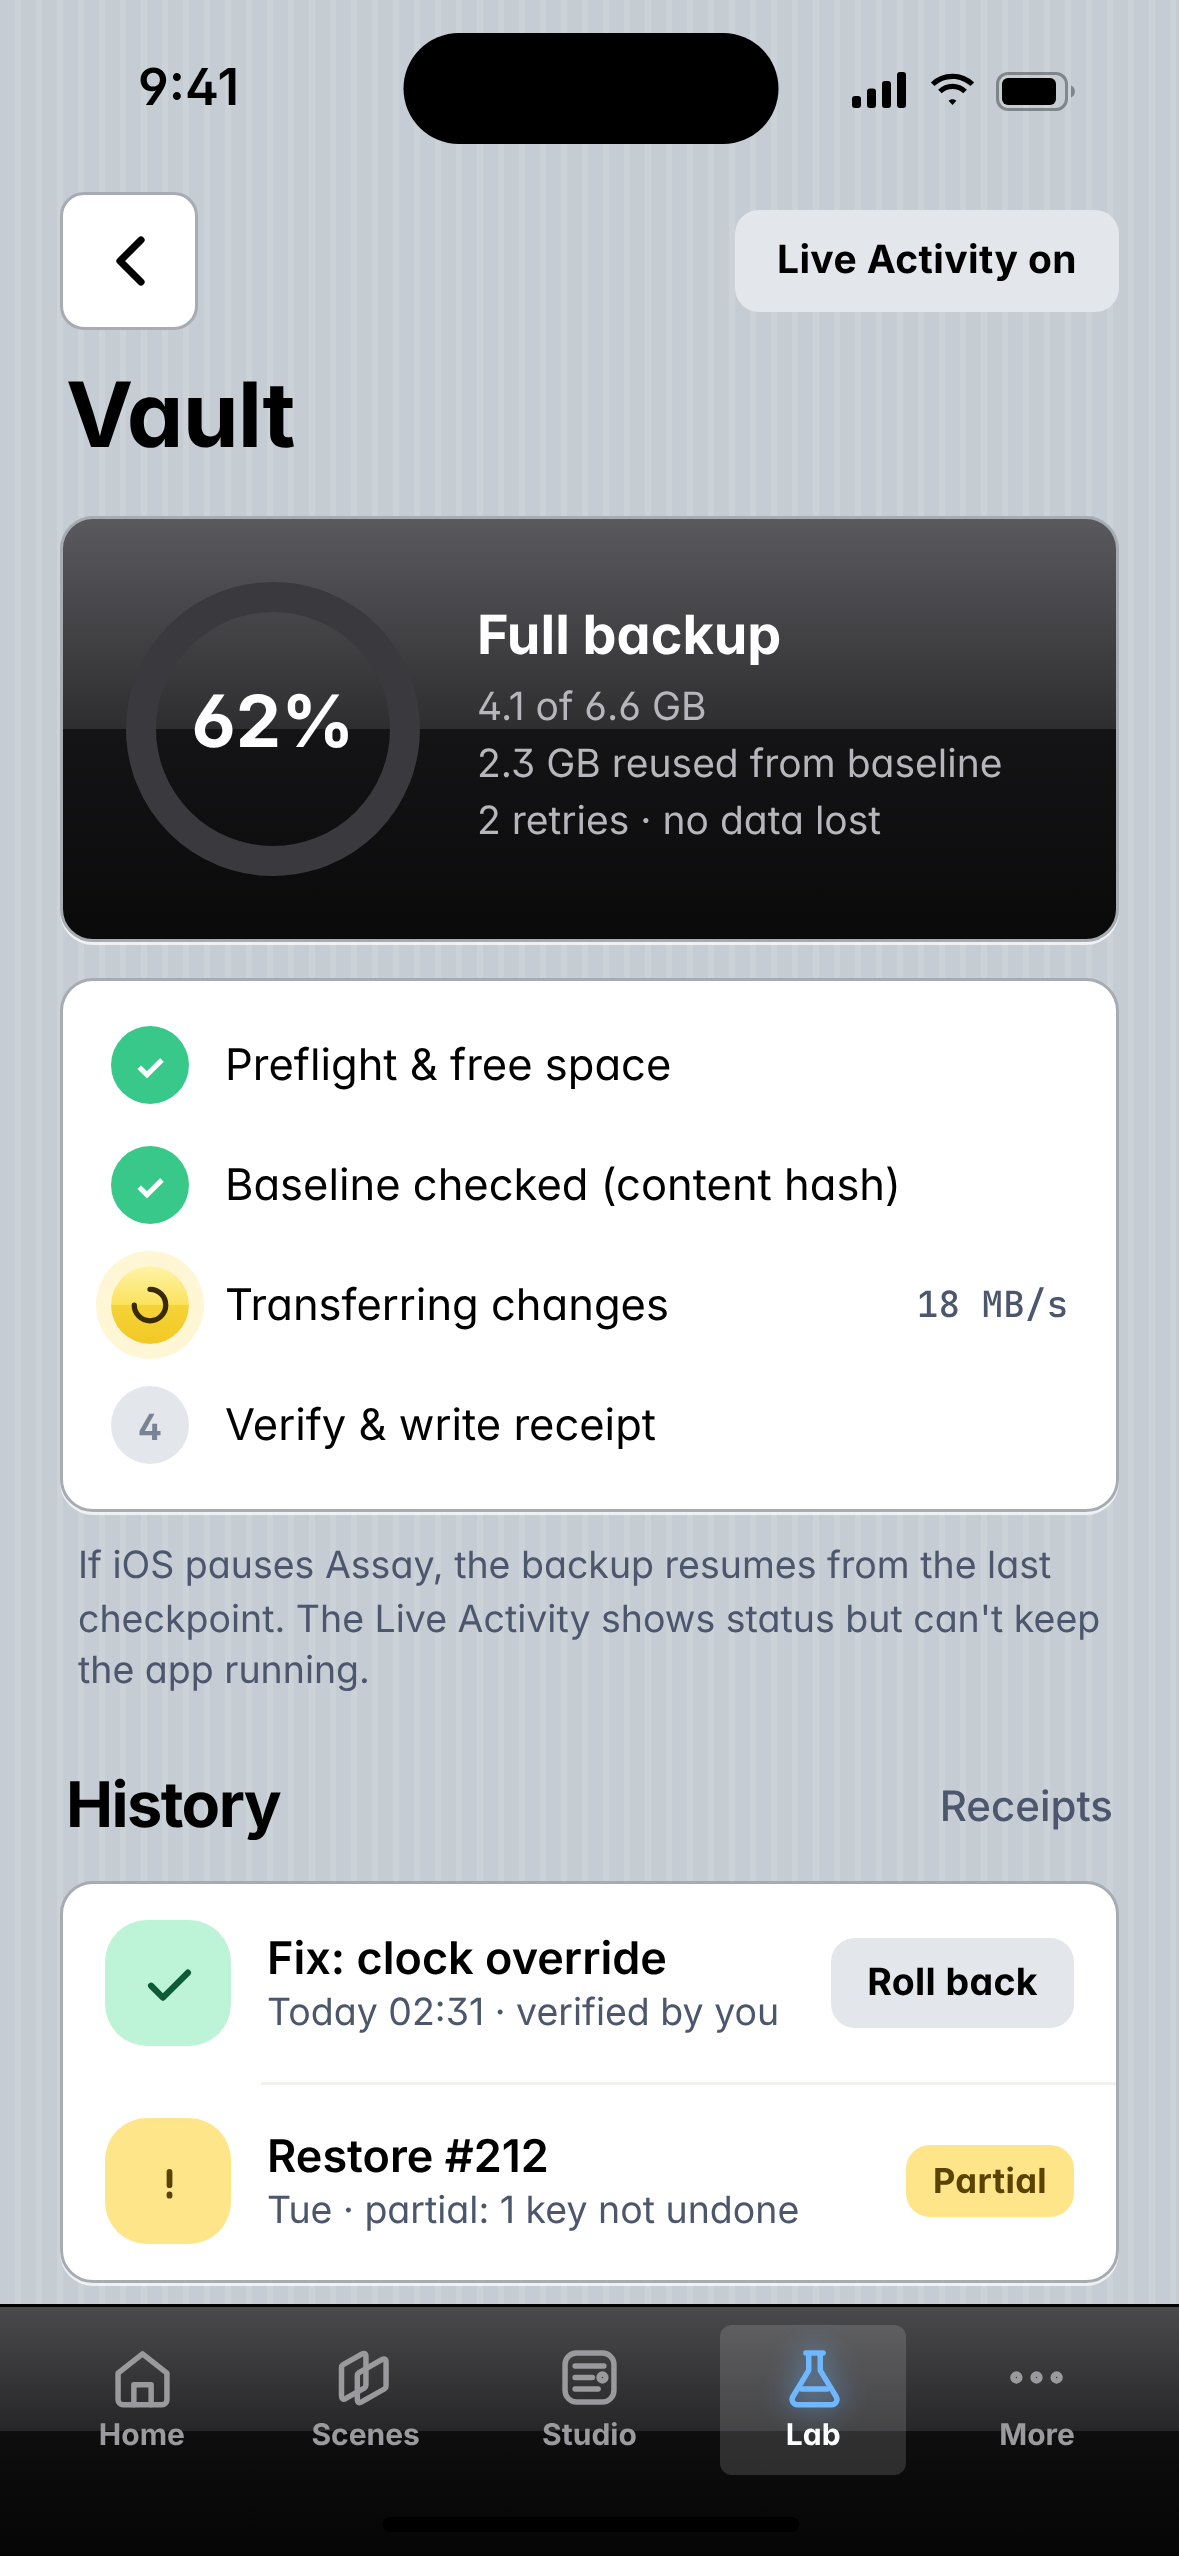 9:41
Live Activity on
Vault
62%
Full backup
4.1 of 6.6 GB
2.3 GB reused from baseline
2 retries · no data lost
Preflight & free space
Baseline checked (content hash)
Transferring changes
18 MB/s
4
Verify & write receipt
If iOS pauses Assay, the backup resumes from the last
checkpoint. The Live Activity shows status but can't keep
the app running.
History
Receipts
Fix: clock override
Today 02:31 · verified by you
Roll back
Restore #212
Tue · partial: 1 key not undone
Partial
Home
Scenes
Studio
Lab
More